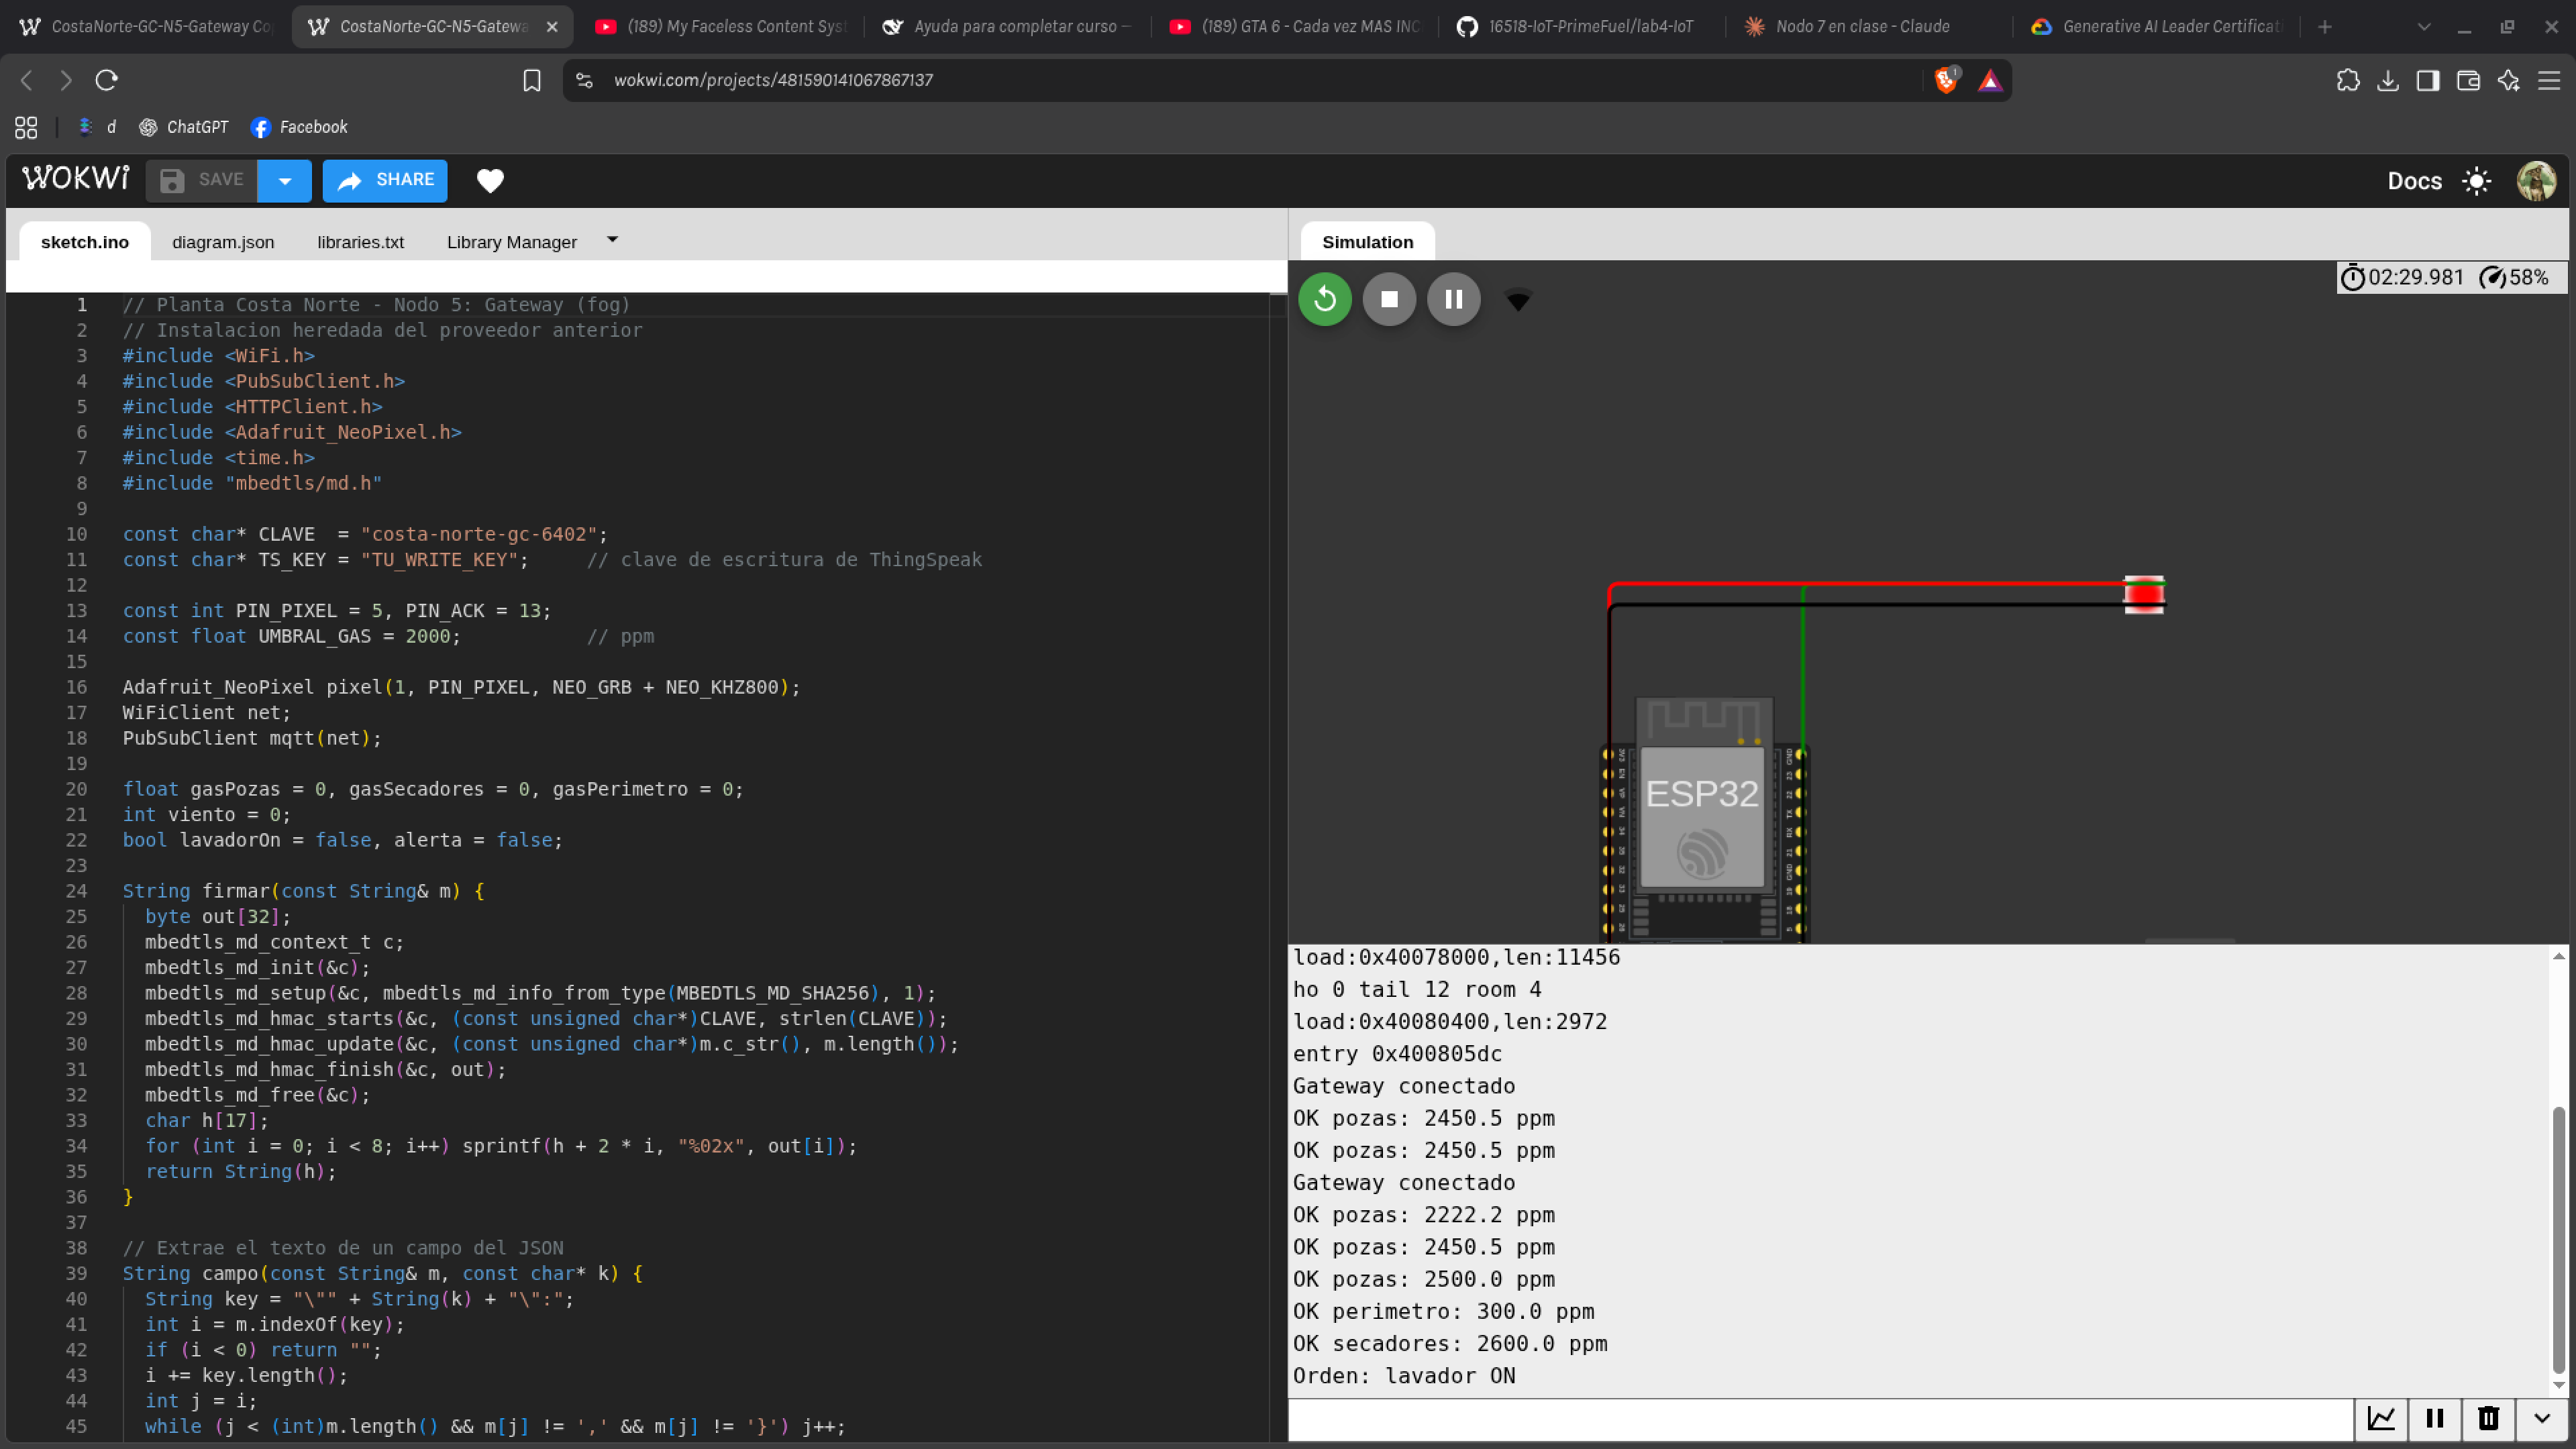 CostaNorte-GC-N5-Gateway Co
CostaNorte-GC-N5-Gatewa
(189) My Faceless Content Syst
Ayuda para completar curso —
(189) GTA 6 - Cada vez MAS INC
16518-IoT-PrimeFuel/lab4-IoT
Nodo 7 en clase - Claude
Generative AI Leader Certificati
wokwi.com/projects/481590141067867137
1
d
ChatGPT
Facebook
WOKWi
SAVE
SHARE
Docs
sketch.ino
diagram.json
libraries.txt
Library Manager
Simulation
02:29.981
58%
1 // Planta Costa Norte - Nodo 5: Gateway (fog)
2 // Instalacion heredada del proveedor anterior
3 #include <WiFi.h>
4 #include <PubSubClient.h>
5 #include <HTTPClient.h>
6 #include <Adafruit_NeoPixel.h>
7 #include <time.h>
8 #include "mbedtls/md.h"
9
10 const char* CLAVE  = "costa-norte-gc-6402";
11 const char* TS_KEY = "TU_WRITE_KEY";     // clave de escritura de ThingSpeak
12
13 const int PIN_PIXEL = 5, PIN_ACK = 13;
14 const float UMBRAL_GAS = 2000;           // ppm
15
16 Adafruit_NeoPixel pixel(1, PIN_PIXEL, NEO_GRB + NEO_KHZ800);
17 WiFiClient net;
18 PubSubClient mqtt(net);
19
20 float gasPozas = 0, gasSecadores = 0, gasPerimetro = 0;
21 int viento = 0;
22 bool lavadorOn = false, alerta = false;
23
24 String firmar(const String& m) {
25   byte out[32];
26   mbedtls_md_context_t c;
27   mbedtls_md_init(&c);
28   mbedtls_md_setup(&c, mbedtls_md_info_from_type(MBEDTLS_MD_SHA256), 1);
29   mbedtls_md_hmac_starts(&c, (const unsigned char*)CLAVE, strlen(CLAVE));
30   mbedtls_md_hmac_update(&c, (const unsigned char*)m.c_str(), m.length());
31   mbedtls_md_hmac_finish(&c, out);
32   mbedtls_md_free(&c);
33   char h[17];
34   for (int i = 0; i < 8; i++) sprintf(h + 2 * i, "%02x", out[i]);
35   return String(h);
36 }
37
38 // Extrae el texto de un campo del JSON
39 String campo(const String& m, const char* k) {
40   String key = "\"" + String(k) + "\":";
41   int i = m.indexOf(key);
42   if (i < 0) return "";
43   i += key.length();
44   int j = i;
45   while (j < (int)m.length() && m[j] != ',' && m[j] != '}') j++;
ESP32
load:0x40078000,len:11456
ho 0 tail 12 room 4
load:0x40080400,len:2972
entry 0x400805dc
Gateway conectado
OK pozas: 2450.5 ppm
OK pozas: 2450.5 ppm
Gateway conectado
OK pozas: 2222.2 ppm
OK pozas: 2450.5 ppm
OK pozas: 2500.0 ppm
OK perimetro: 300.0 ppm
OK secadores: 2600.0 ppm
Orden: lavador ON